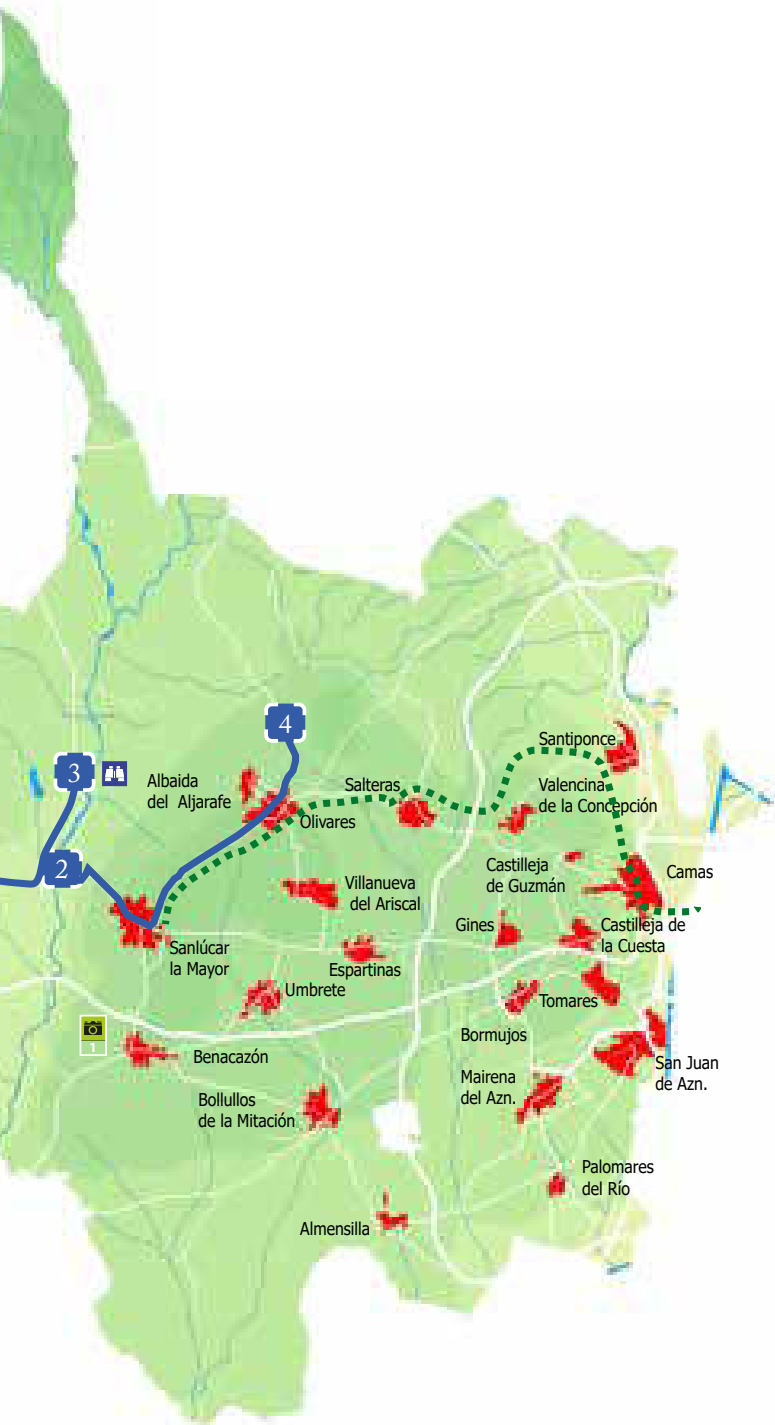 4
Santiponce
3
Albaida
del Aljarafe
Salteras
Valencina
de la Concepción
Olivares
2
Castilleja
de Guzmán
Camas
Villanueva
del Ariscal
Gines
Castilleja de
la Cuesta
Sanlúcar
la Mayor
Espartinas
Umbrete
Tomares
Bormujos
1
Benacazón
San Juan
de Azn.
Mairena
del Azn.
Bollullos
de la Mitación
Palomares
del Río
Almensilla